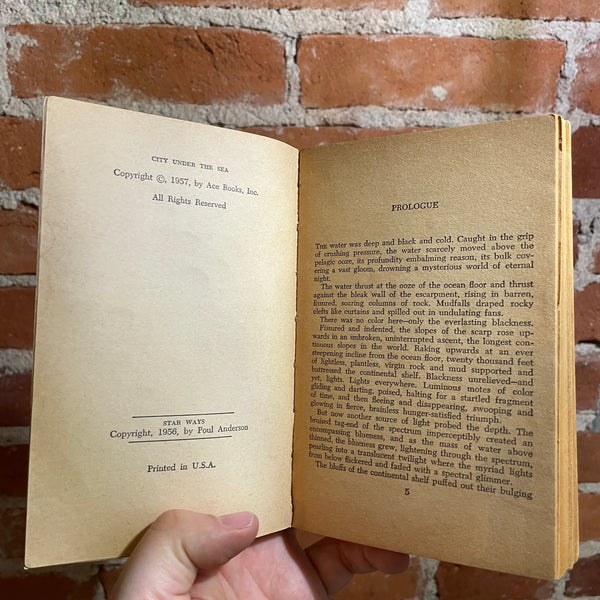 CITY UNDER THE SEA
Copyright ©, 1957, by Ace Books, Inc.
All Rights Reserved
STAR WAYS
Copyright, 1956, by Poul Anderson
Printed in U.S.A.
PROLOGUE
THE water was deep and black and cold. Caught in the grip
of crushing pressure, the water scarcely moved above the
pelagic ooze, its profundity embalming reason, its bulk cov-
ering a vast gloom, drowning a mysterious world of eternal
night.
The water thrust at the ooze of the ocean floor and thrust
against the bleak wall of the escarpment, rising in barren,
fissured, soaring columns of rock. Mudfalls draped rocky
clefts like curtains and spilled out in undulating fans.
There was no color here—only the everlasting blackness.
Fissured and indented, the slopes of the scarp rose up-
wards in an unbroken, uninterrupted ascent, the longest con-
tinuous slopes in the world. Raking upwards at an ever
steepening incline from the ocean floor, twenty thousand feet
of lightless, plantless, virgin rock and mud supported and
buttressed the continental shelf. Blackness unrelieved—and
yet, lights. Lights everywhere. Luminous motes of color
gliding and darting, poised, halting for a startled fragment
of time, and then fleeing and disappearing, swooping and
glowing in fierce, brainless hunger-satisfied triumph.
But now another source of light probed the depth. The
bruised tag-end of the spectrum imperceptibly created an
encompassing blueness, and as the mass of water above
thinned, the blueness grew, lightening through the spectrum,
pearling into a translucent twilight where the myriad lights
from below flickered and faded with a spectral glimmer.
The bluffs of the continental shelf puffed out their bulging
5